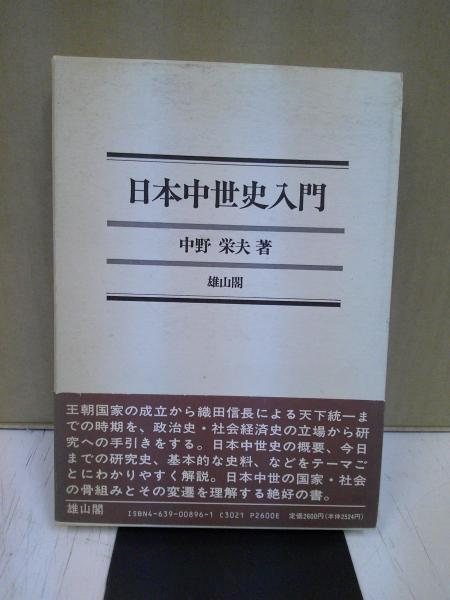 日本中世史入門
中野 栄夫 著
雄山閣
王朝国家の成立から織田信長による天下統一ま
での時期を、政治史・社会経済史の立場から研
究への手引きをする。日本中世史の概要、今日
までの研究史、基本的な史料、などをテーマご
とにわかりやすく解説。日本中世の国家・社会
の骨組みとその変遷を理解する絶好の書。
雄山閣 ISBN4-639-00896-1 C3021 P2600E 定価2600円(本体2524円)